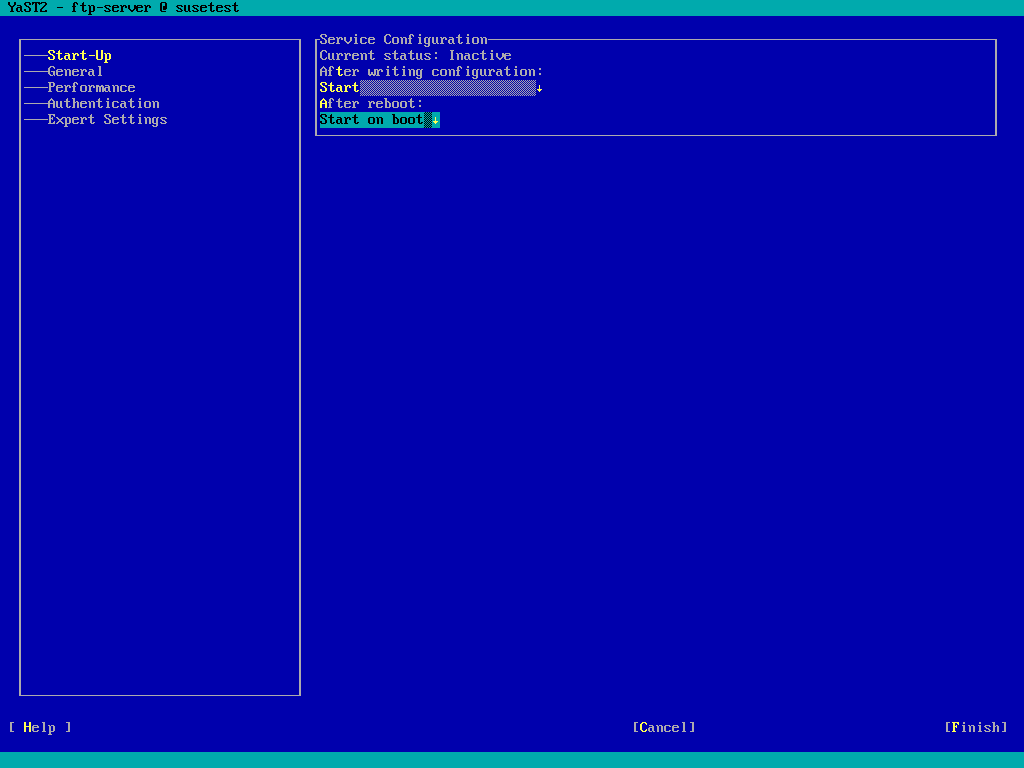 YaST2 - ftp-server @ susetest
Start-Up
General
Performance
Authentication
Expert Settings
Service Configuration
Current status: Inactive
After writing configuration:
Start
After reboot:
Start on boot
[ Help ]
[Cancel]
[Finish]